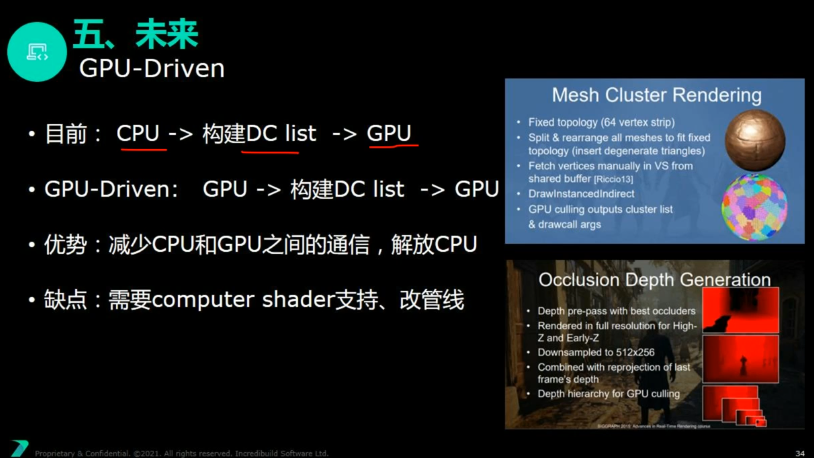 五、未来
GPU-Driven
• 目前： CPU -> 构建DC list -> GPU
• GPU-Driven： GPU -> 构建DC list -> GPU
• 优势：减少CPU和GPU之间的通信，解放CPU
• 缺点：需要computer shader支持、改管线
Mesh Cluster Rendering
• Fixed topology (64 vertex strip)
• Split & rearrange all meshes to fit fixed
topology (insert degenerate triangles)
• Fetch vertices manually in VS from
shared buffer [Riccio13]
• DrawInstancedIndirect
• GPU culling outputs cluster list
& drawcall args
Occlusion Depth Generation
• Depth pre-pass with best occluders
• Rendered in full resolution for High-
Z and Early-Z
• Downsampled to 512x256
• Combined with reprojection of last
frame's depth
• Depth hierarchy for GPU culling
SIGGRAPH 2015: Advances in Real-Time Rendering course
Proprietary & Confidential. ©2021. All rights reserved. Incredibuild Software Ltd.
34